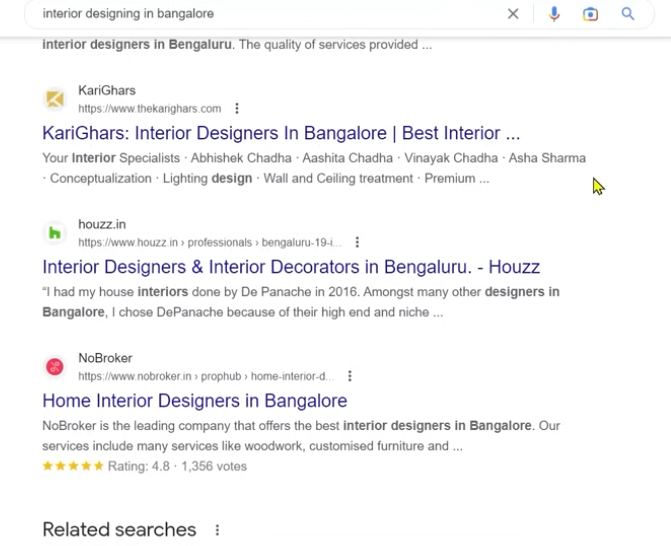 interior designing in bangalore
interior designers in Bengaluru. The quality of services provided ...
KariGhars
https://www.thekarighars.com
KariGhars: Interior Designers In Bangalore | Best Interior ...
Your Interior Specialists · Abhishek Chadha · Aashita Chadha · Vinayak Chadha · Asha Sharma
· Conceptualization · Lighting design · Wall and Ceiling treatment · Premium ...
houzz.in
https://www.houzz.in › professionals › bengaluru-19-i...
Interior Designers & Interior Decorators in Bengaluru. - Houzz
“I had my house interiors done by De Panache in 2016. Amongst many other designers in
Bangalore, I chose DePanache because of their high end and niche ...
NoBroker
https://www.nobroker.in › prophub › home-interior-d...
Home Interior Designers in Bangalore
NoBroker is the leading company that offers the best interior designers in Bangalore. Our
services include many services like woodwork, customised furniture and ...
Rating: 4.8 · 1,356 votes
Related searches